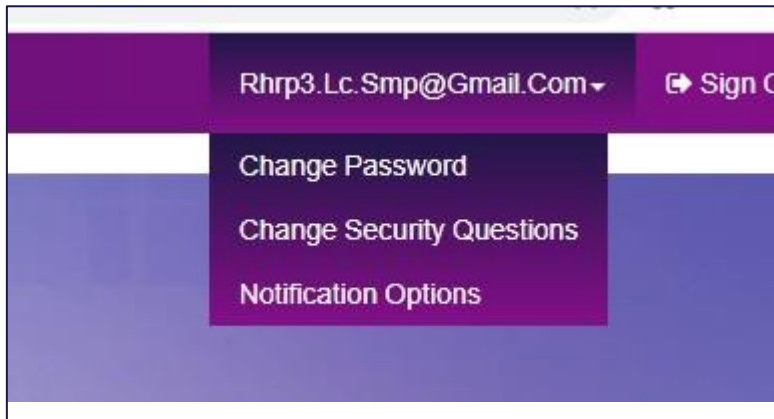 Rhrp3.Lc.Smp@Gmail.Com
Sign
Change Password
Change Security Questions
Notification Options